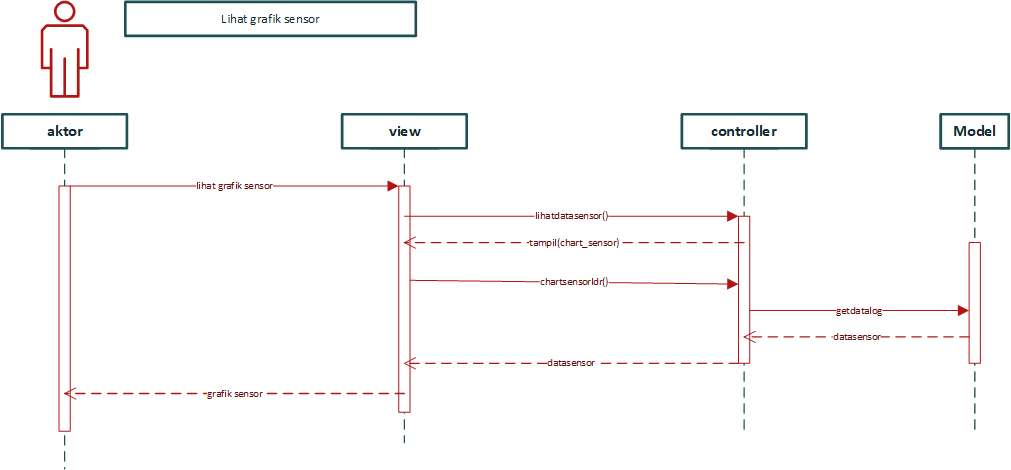 Lihat grafik sensor
aktor
view
controller
Model
lihat grafik sensor
lihatdatasensor()
tampil(chart_sensor)
chartsensorldr()
getdatalog
datasensor
datasensor
grafik sensor